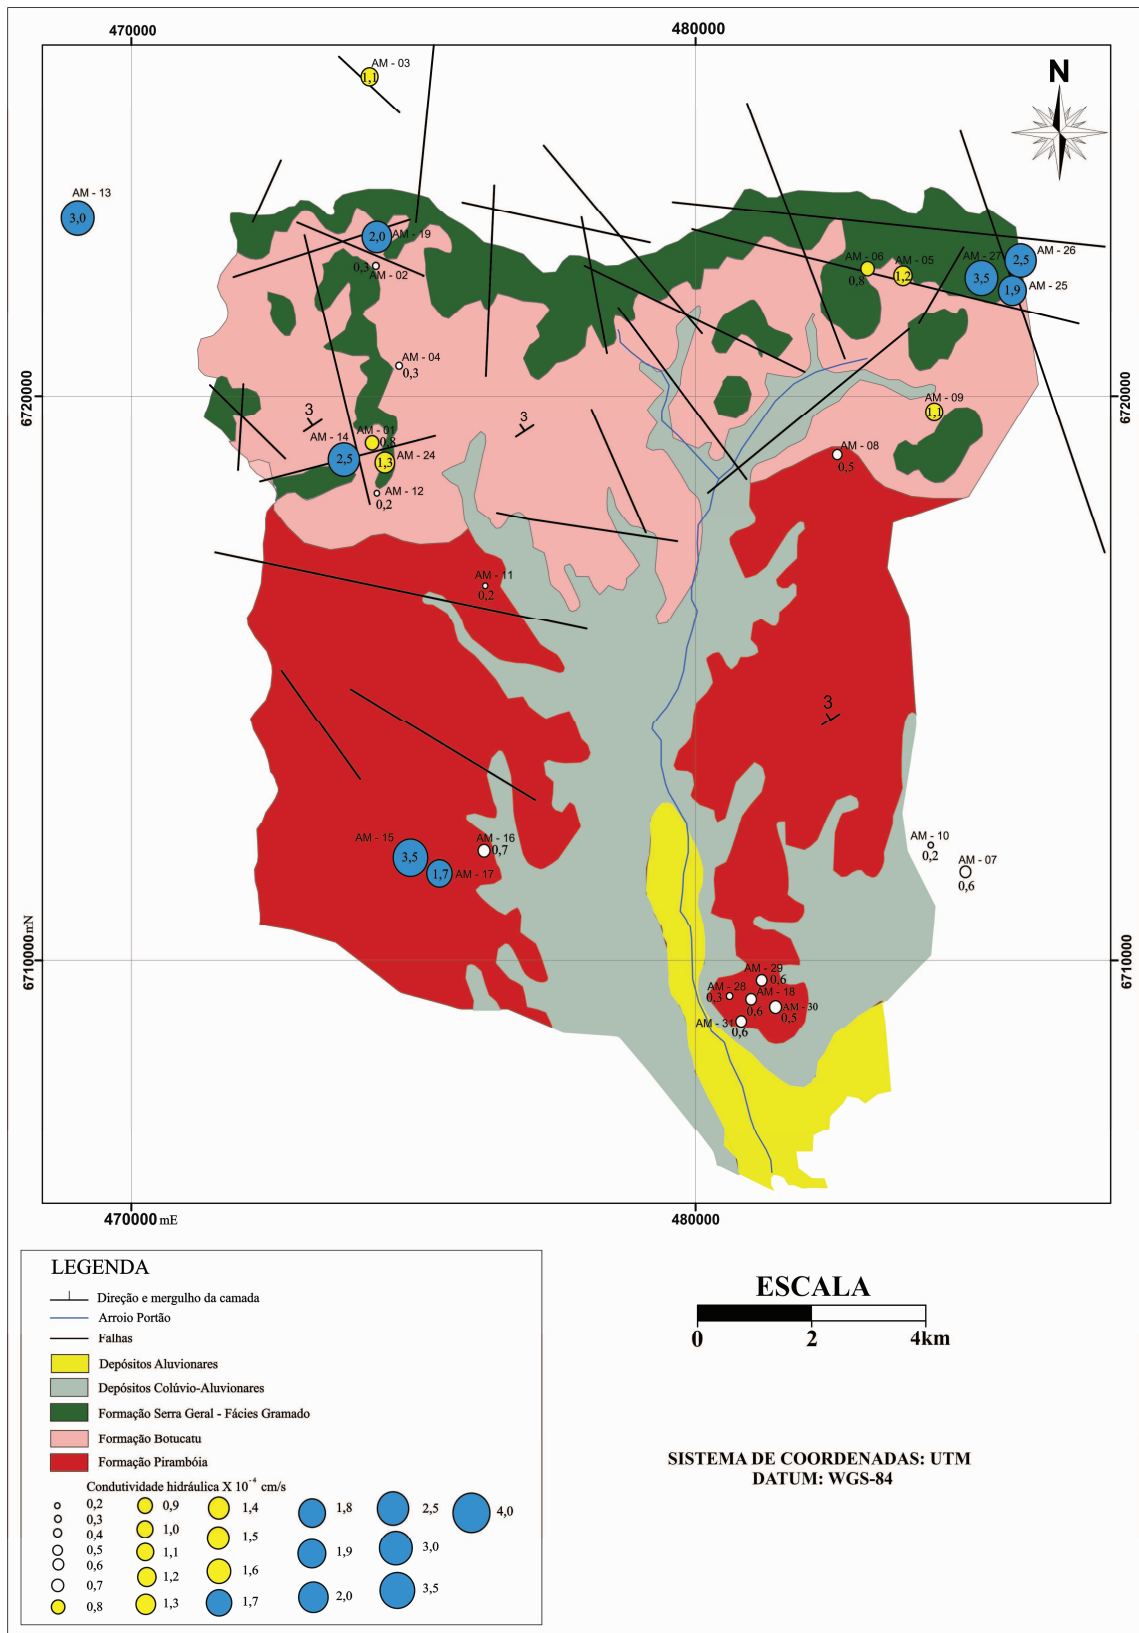 470000
480000
AM - 03
1,1
N
AM - 13
3,0
2,0
AM - 19
0,3
AM - 02
AM - 06
0,8
AM - 05
1,2
AM - 27
3,5
AM - 26
2,5
1,9
AM - 25
AM - 04
0,3
6720000
6720000
3
3
AM - 09
1,1
AM - 01
0,8
AM - 14
2,5
AM - 24
1,3
AM - 08
0,5
AM - 12
0,2
AM - 11
0,2
3
AM - 15
3,5
AM - 16
0,7
1,7
AM - 17
AM - 10
0,2
AM - 07
0,6
6710000mN
6710000
AM - 29
0,6
AM - 28
0,3
AM - 18
0,6
AM - 30
0,5
AM - 31
0,6
470000 mE
480000
LEGENDA
Direção e mergulho da camada
Arroio Portão
Falhas
Depósitos Aluvionares
Depósitos Colúvio-Aluvionares
Formação Serra Geral - Fácies Gramado
Formação Botucatu
Formação Pirambóia
Condutividade hidráulica X 10⁻⁴ cm/s
0,2
0,3
0,4
0,5
0,6
0,7
0,8
0,9
1,0
1,1
1,2
1,3
1,4
1,5
1,6
1,7
1,8
1,9
2,0
2,5
3,0
3,5
4,0
ESCALA
0 2 4km
SISTEMA DE COORDENADAS: UTM
DATUM: WGS-84